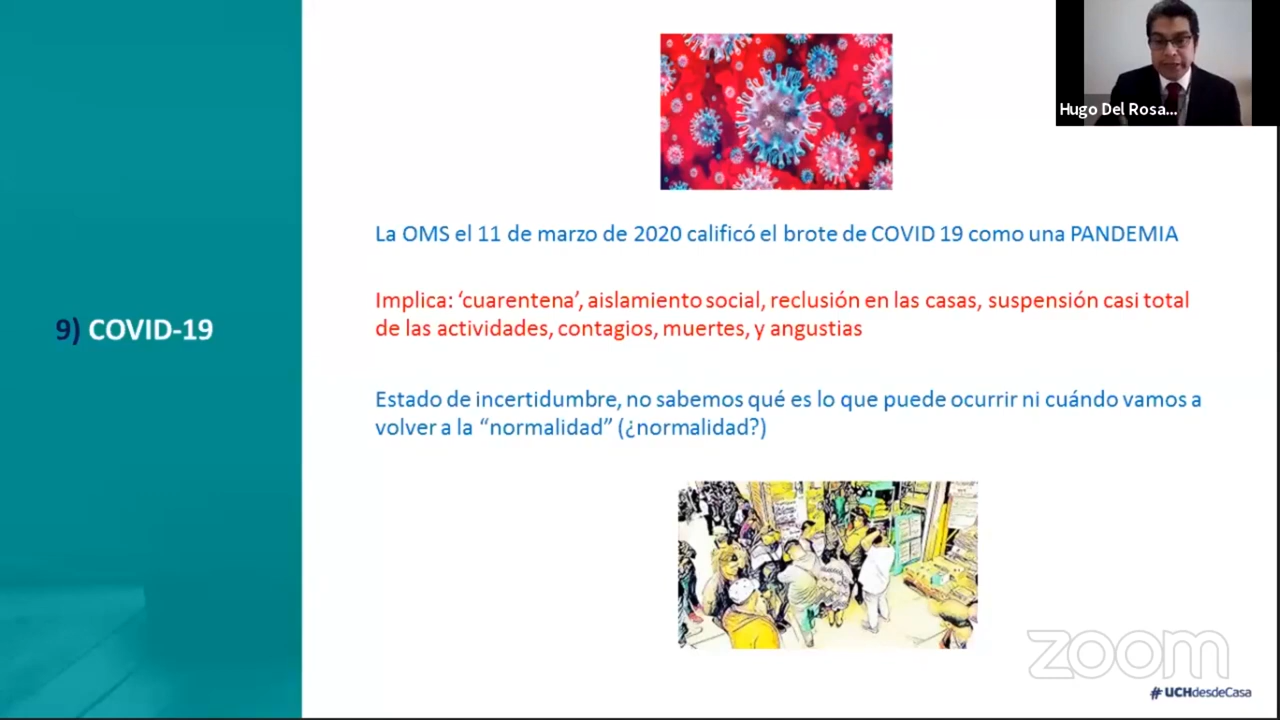 Hugo Del Rosa...
La OMS el 11 de marzo de 2020 calificó el brote de COVID 19 como una PANDEMIA
Implica: ‘cuarentena’, aislamiento social, reclusión en las casas, suspensión casi total
de las actividades, contagios, muertes, y angustias
9) COVID-19
Estado de incertidumbre, no sabemos qué es lo que puede ocurrir ni cuándo vamos a
volver a la “normalidad” (¿normalidad?)
zoom
#UCHdesdeCasa